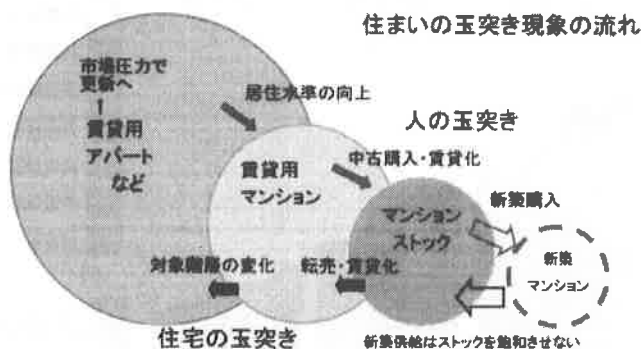 住まいの玉突き現象の流れ
市場圧力で
更新へ
↑
賃貸用
アパート
など
居住水準の向上
人の玉突き
賃貸用
マンション
中古購入・賃貸化
マンション
ストック
新築購入
新築
マンション
対象階層の変化
転売・賃貸化
住宅の玉突き
新築供給はストックを飽和させない